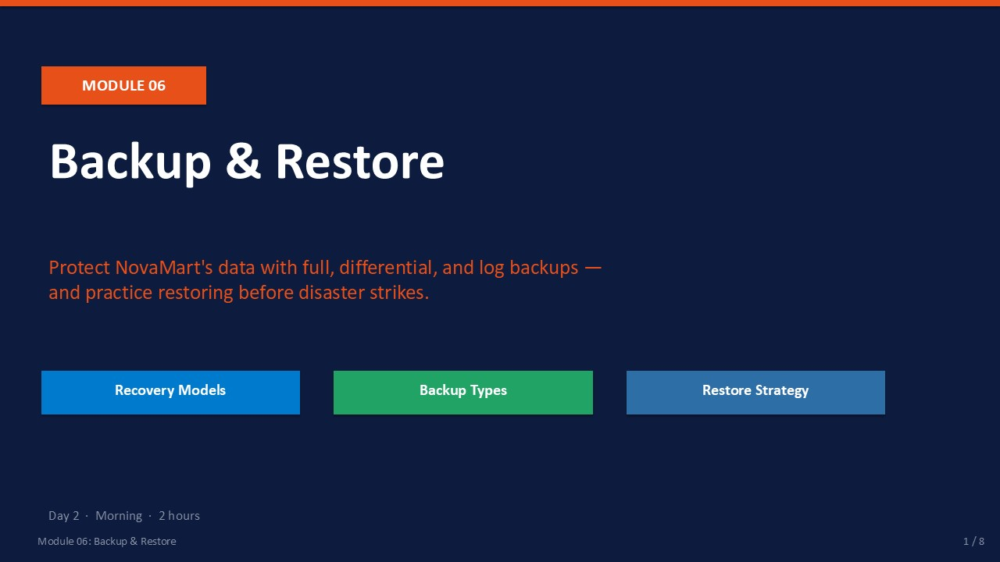 MODULE 06
Backup & Restore
Protect NovaMart's data with full, differential, and log backups —
and practice restoring before disaster strikes.
Recovery Models
Backup Types
Restore Strategy
Day 2 · Morning · 2 hours
Module 06: Backup & Restore
1 / 8